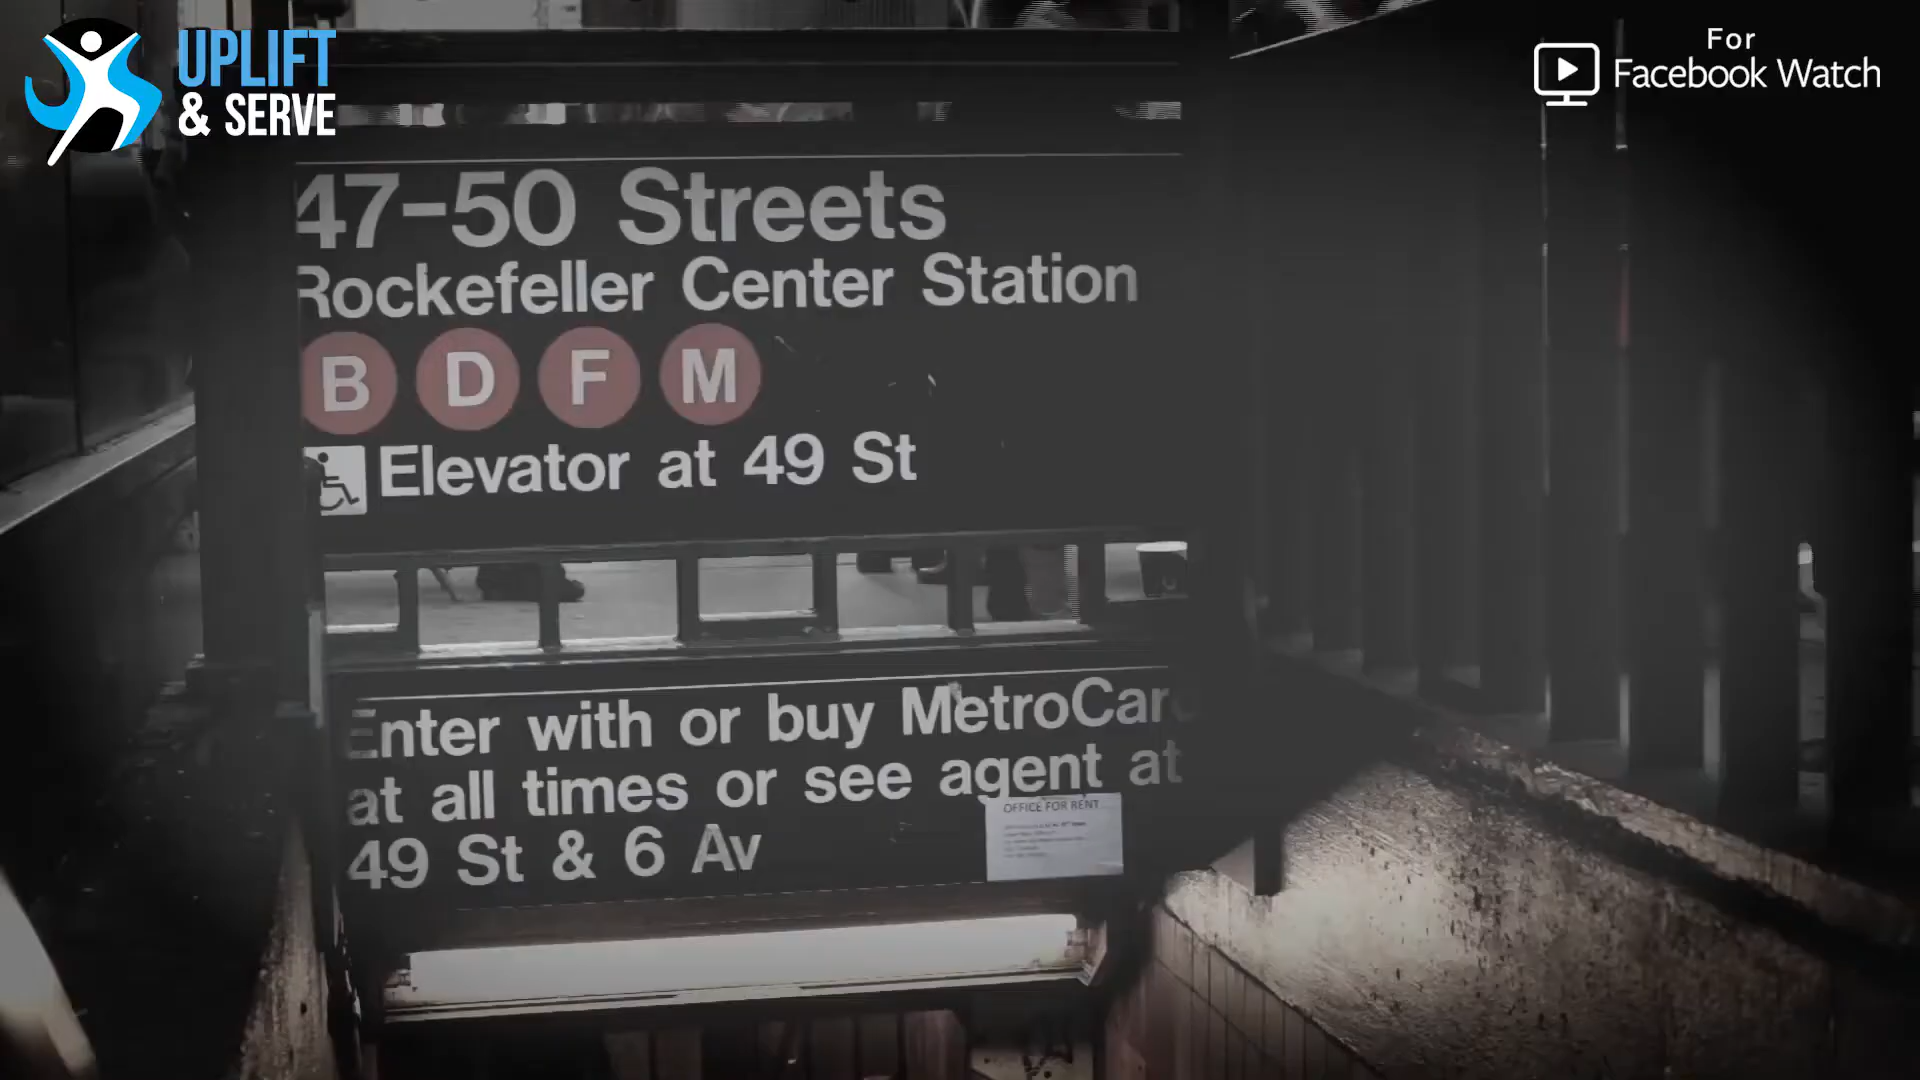 UPLIFT
& SERVE
For
Facebook Watch
47-50 Streets
Rockefeller Center Station
B D F M
Elevator at 49 St
Enter with or buy MetroCard
at all times or see agent at
49 St & 6 Av
OFFICE FOR RENT